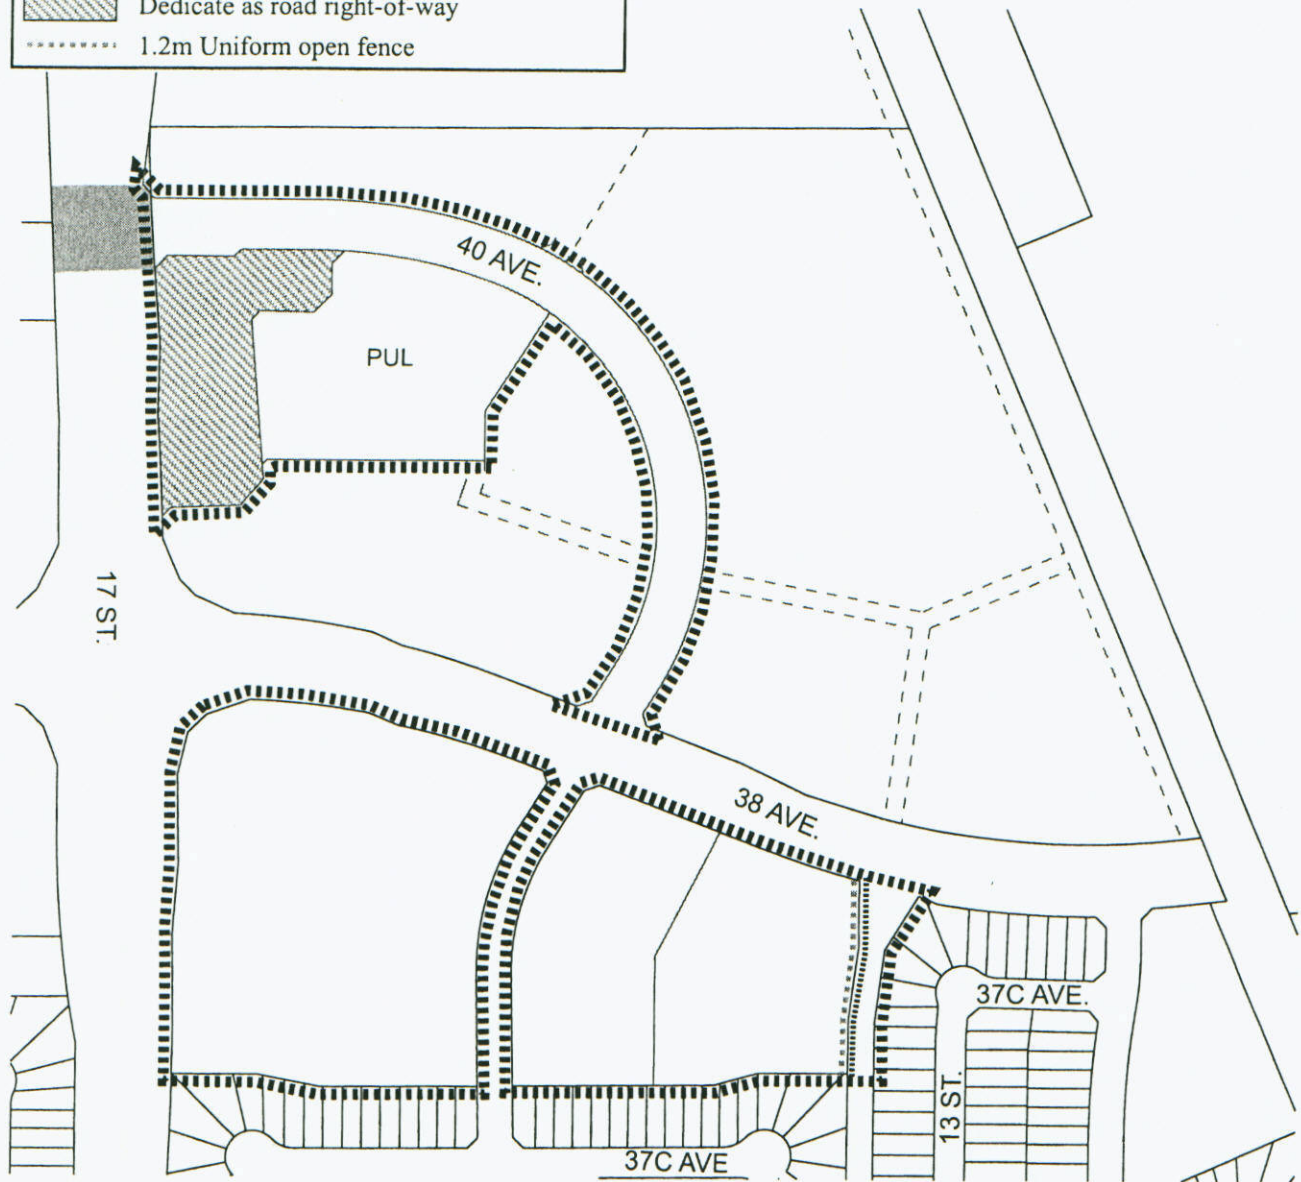 Dedicate as road right-of-way
1.2m Uniform open fence
40 AVE.
PUL
17 ST.
38 AVE.
37C AVE.
13 ST.
37C AVE